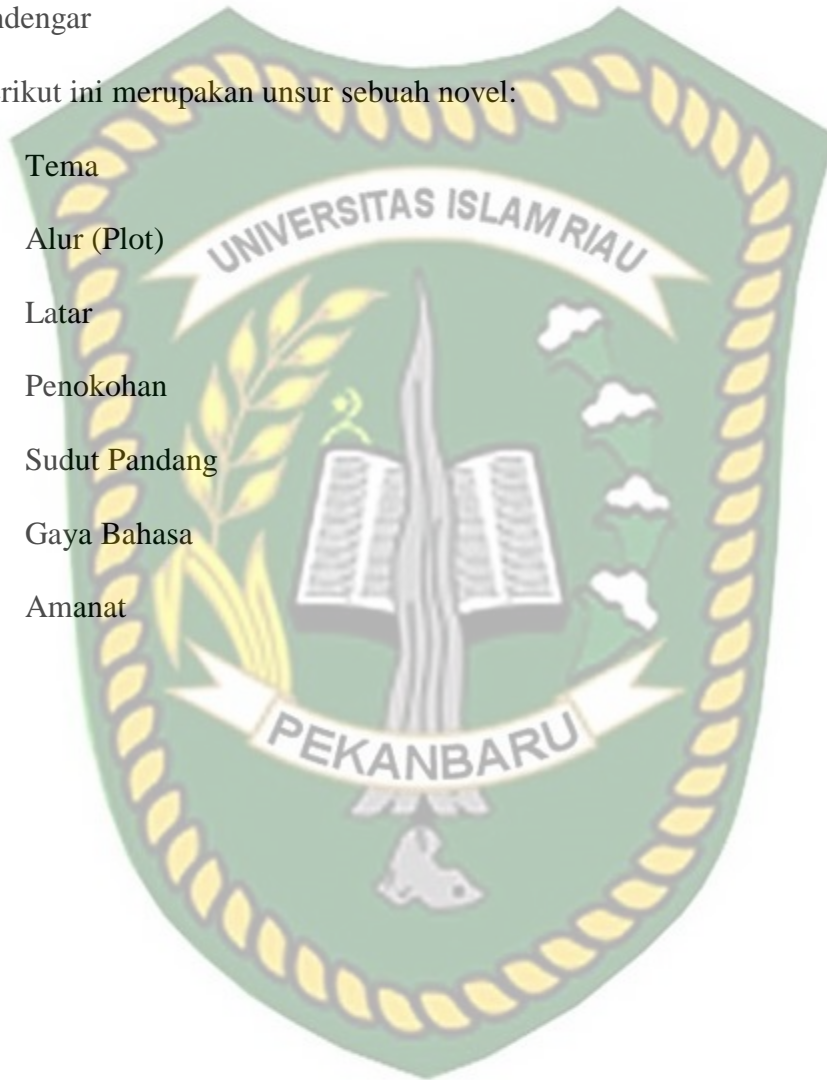 ndengar
erikut ini merupakan unsur sebuah novel:
Tema
Alur (Plot)
UNIVERSITAS ISLAM RIAU
Latar
Penokohan
Sudut Pandang
Gaya Bahasa
Amanat
PEKANBARU